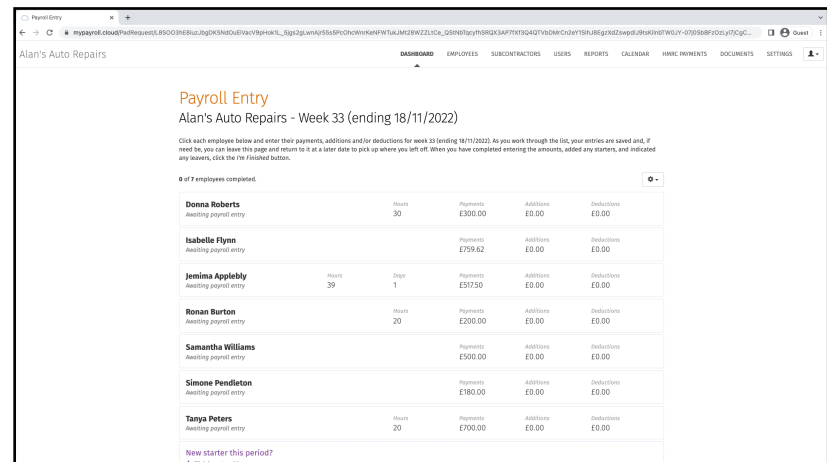 Payroll Entry
mypayroll.cloud/PadRequest/
Guest
Alan's Auto Repairs
DASHBOARD EMPLOYEES SUBCONTRACTORS USERS REPORTS CALENDAR HMRC PAYMENTS DOCUMENTS SETTINGS
Payroll Entry
Alan's Auto Repairs - Week 33 (ending 18/11/2022)
Click each employee below and enter their payments, additions and/or deductions for week 33 (ending 18/11/2022). As you work through the list, your entries are saved and, if
need be, you can leave this page and return to it at a later date to pick up where you left off. When you have completed entering the amounts, added any starters, and indicated
any leavers, click the I'm Finished button.
0 of 7 employees completed.
Donna Roberts Hours Payments Additions Deductions
Awaiting payroll entry 30 £300.00 £0.00 £0.00
Isabelle Flynn Payments Additions Deductions
Awaiting payroll entry £759.62 £0.00 £0.00
Jemima Applebly Hours Days Payments Additions Deductions
Awaiting payroll entry 39 1 £517.50 £0.00 £0.00
Ronan Burton Hours Payments Additions Deductions
Awaiting payroll entry 20 £200.00 £0.00 £0.00
Samantha Williams Payments Additions Deductions
Awaiting payroll entry £500.00 £0.00 £0.00
Simone Pendleton Payments Additions Deductions
Awaiting payroll entry £180.00 £0.00 £0.00
Tanya Peters Hours Payments Additions Deductions
Awaiting payroll entry 20 £700.00 £0.00 £0.00
New starter this period?